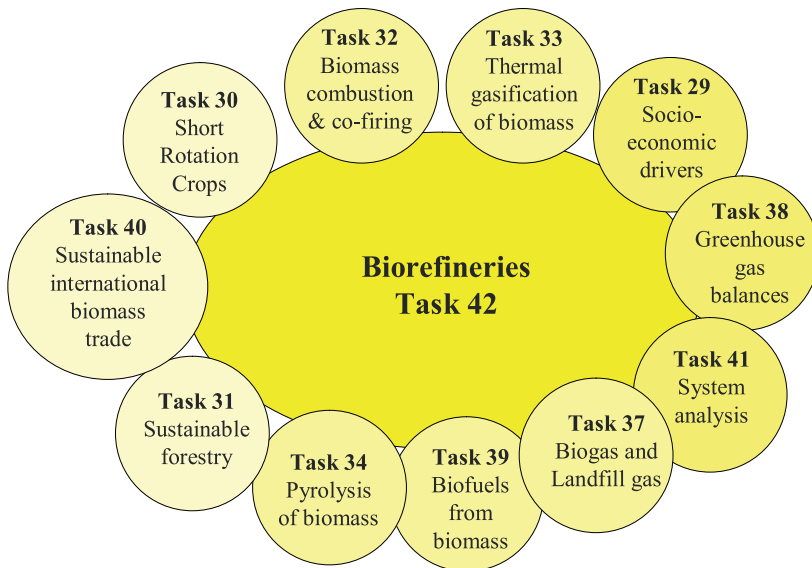 Task 32
Biomass
combustion
& co-firing
Task 33
Thermal
gasification
of biomass
Task 29
Socio-
economic
drivers
Task 30
Short
Rotation
Crops
Task 38
Greenhouse
gas
balances
Task 40
Sustainable
international
biomass
trade
Biorefineries
Task 42
Task 41
System
analysis
Task 31
Sustainable
forestry
Task 37
Biogas and
Landfill gas
Task 34
Pyrolysis
of biomass
Task 39
Biofuels
from
biomass